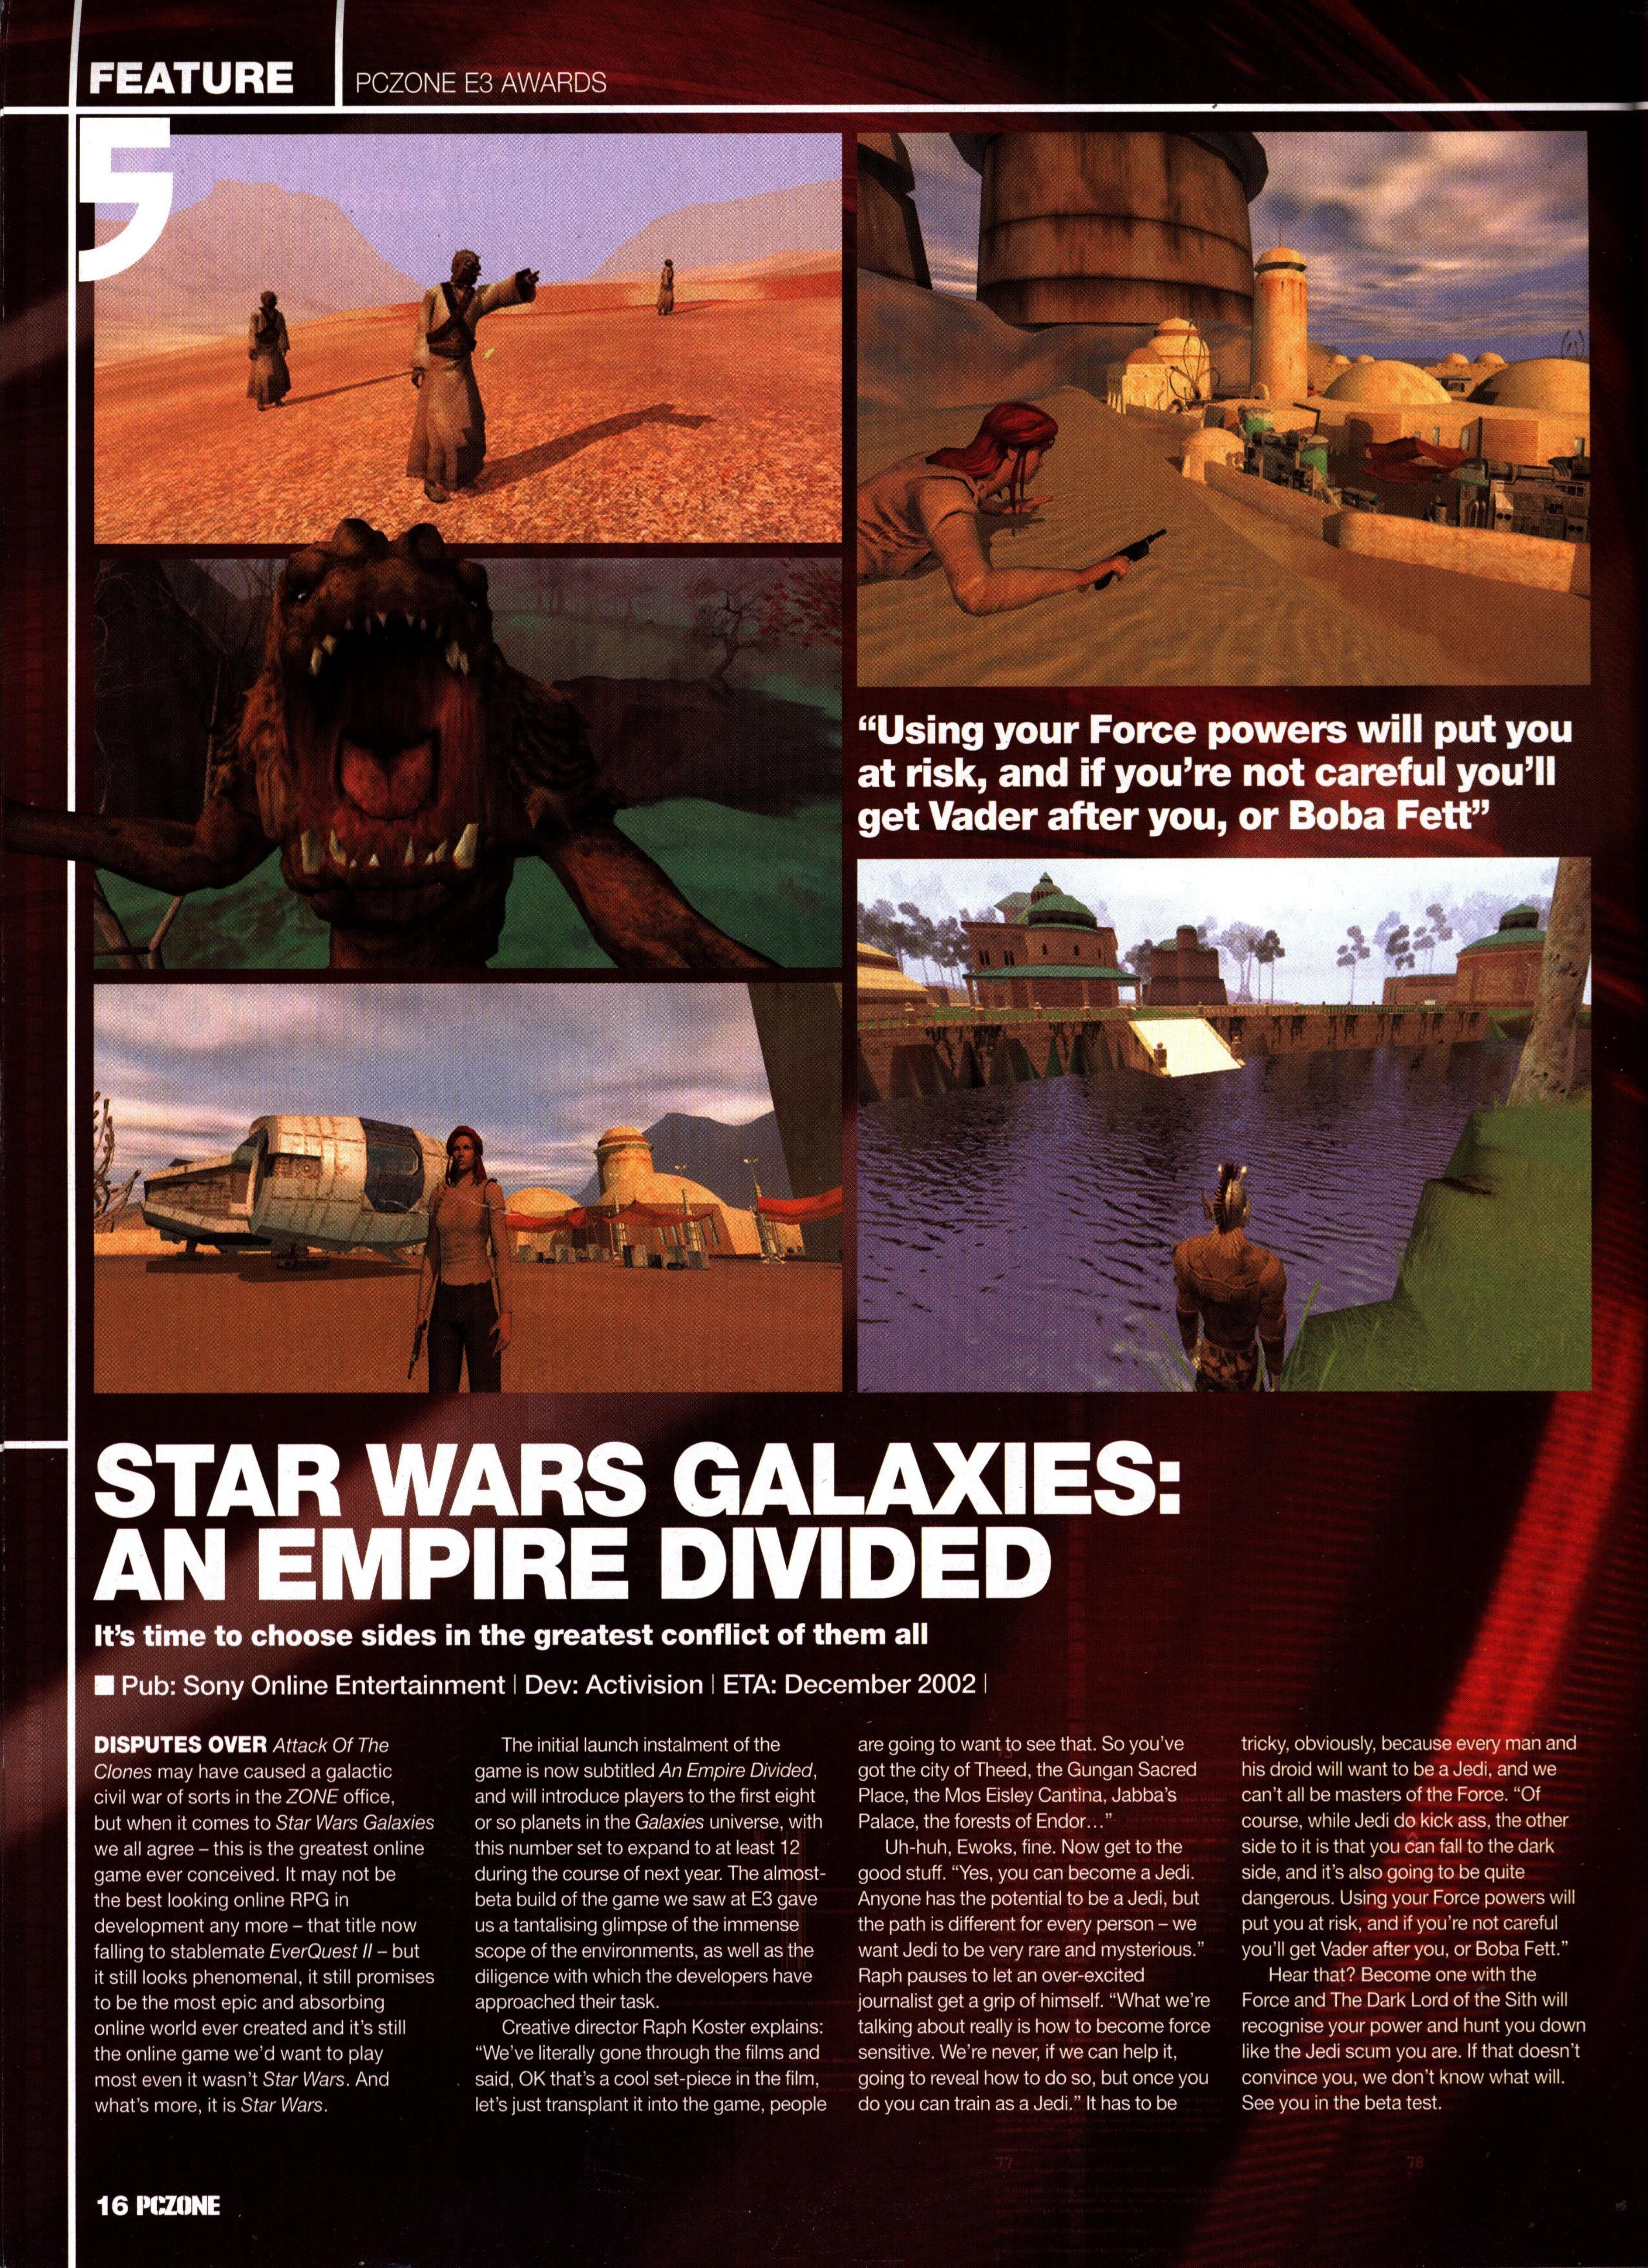 FEATURE
PCZONE E3 AWARDS
“Using your Force powers will put you
at risk, and if you’re not careful you’ll
get Vader after you, or Boba Fett”
STAR WARS GALAXIES:
AN EMPIRE DIVIDED
It’s time to choose sides in the greatest conflict of them all
■ Pub: Sony Online Entertainment | Dev: Activision | ETA: December 2002 |
DISPUTES OVER Attack Of The
Clones may have caused a galactic
civil war of sorts in the ZONE office,
but when it comes to Star Wars Galaxies
we all agree – this is the greatest online
game ever conceived. It may not be
the best looking online RPG in
development any more – that title now
falling to stablemate EverQuest II – but
it still looks phenomenal, it still promises
to be the most epic and absorbing
online world ever created and it’s still
the online game we’d want to play
most even it wasn’t Star Wars. And
what’s more, it is Star Wars.
The initial launch instalment of the
game is now subtitled An Empire Divided,
and will introduce players to the first eight
or so planets in the Galaxies universe, with
this number set to expand to at least 12
during the course of next year. The almost-
beta build of the game we saw at E3 gave
us a tantalising glimpse of the immense
scope of the environments, as well as the
diligence with which the developers have
approached their task.
Creative director Raph Koster explains:
“We’ve literally gone through the films and
said, OK that’s a cool set-piece in the film,
let’s just transplant it into the game, people
are going to want to see that. So you’ve
got the city of Theed, the Gungan Sacred
Place, the Mos Eisley Cantina, Jabba’s
Palace, the forests of Endor…”
Uh-huh, Ewoks, fine. Now get to the
good stuff. “Yes, you can become a Jedi.
Anyone has the potential to be a Jedi, but
the path is different for every person – we
want Jedi to be very rare and mysterious.”
Raph pauses to let an over-excited
journalist get a grip of himself. “What we’re
talking about really is how to become force
sensitive. We’re never, if we can help it,
going to reveal how to do so, but once you
do you can train as a Jedi.” It has to be
tricky, obviously, because every man and
his droid will want to be a Jedi, and we
can’t all be masters of the Force. “Of
course, while Jedi do kick ass, the other
side to it is that you can fall to the dark
side, and it’s also going to be quite
dangerous. Using your Force powers will
put you at risk, and if you’re not careful
you’ll get Vader after you, or Boba Fett.”
Hear that? Become one with the
Force and The Dark Lord of the Sith will
recognise your power and hunt you down
like the Jedi scum you are. If that doesn’t
convince you, we don’t know what will.
See you in the beta test.
16 PCZONE